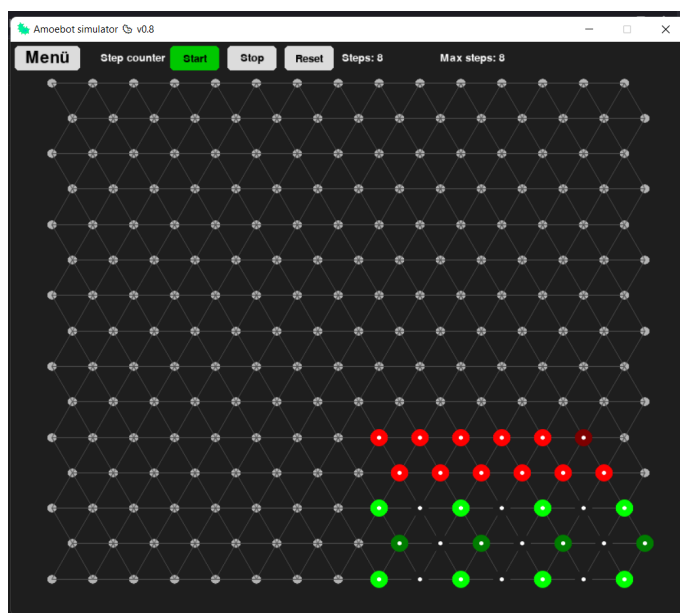 Amoebot simulator v0.8
Menü Step counter Start Stop Reset Steps: 8 Max steps: 8